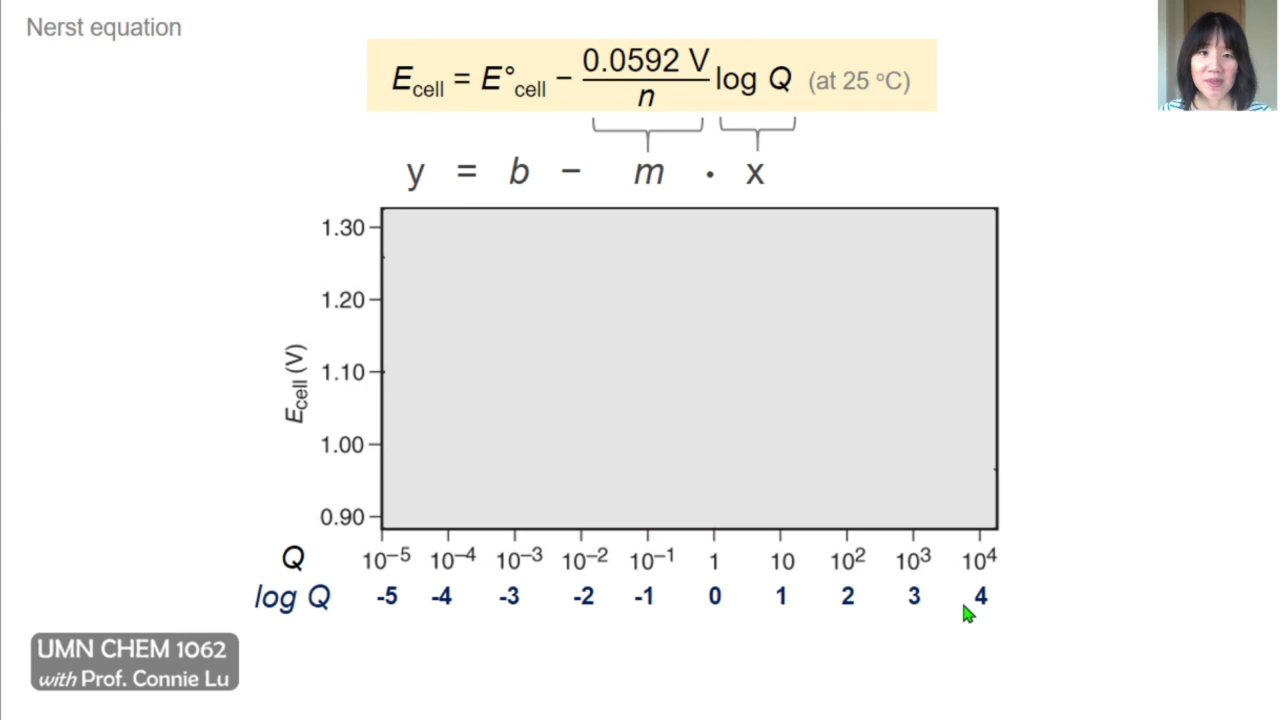 Nerst equation
E cell = E° cell − 0.0592 V / n log Q (at 25 °C)
y = b − m · x
1.30
1.20
1.10
1.00
0.90
E cell (V)
Q 10⁻⁵ 10⁻⁴ 10⁻³ 10⁻² 10⁻¹ 1 10 10² 10³ 10⁴
log Q -5 -4 -3 -2 -1 0 1 2 3 4
UMN CHEM 1062
with Prof. Connie Lu